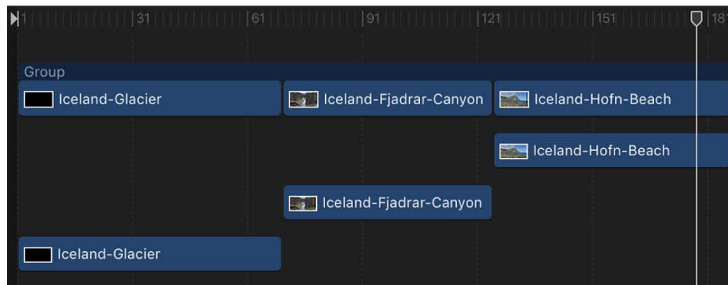 1 31 61 91 121 151 181
Group
Iceland-Glacier Iceland-Fjadrar-Canyon Iceland-Hofn-Beach
Iceland-Hofn-Beach
Iceland-Fjadrar-Canyon
Iceland-Glacier